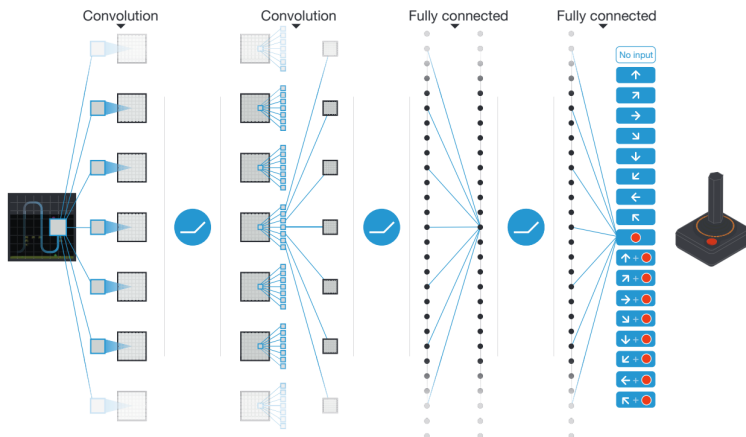 Convolution
Convolution
Fully connected
Fully connected
No input
+
+
+
+
+
+
+
+